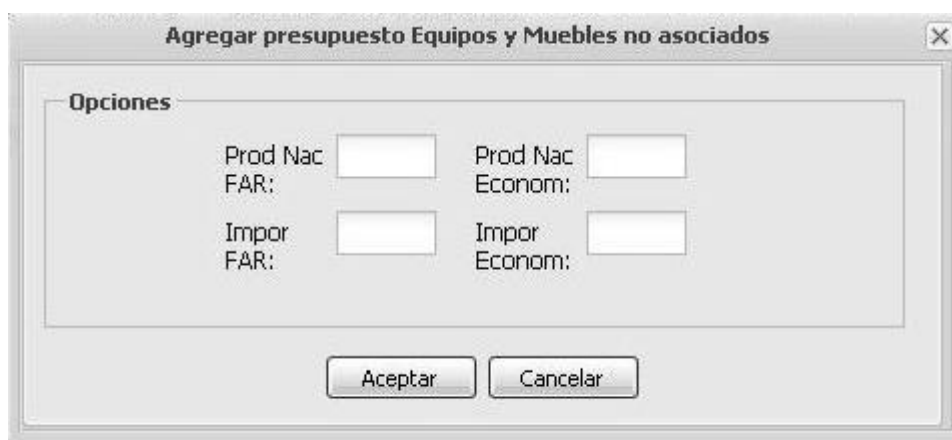 Agregar presupuesto Equipos y Muebles no asociados
Opciones
Prod Nac
FAR:
Prod Nac
Econom:
Impor
FAR:
Impor
Econom:
Aceptar
Cancelar